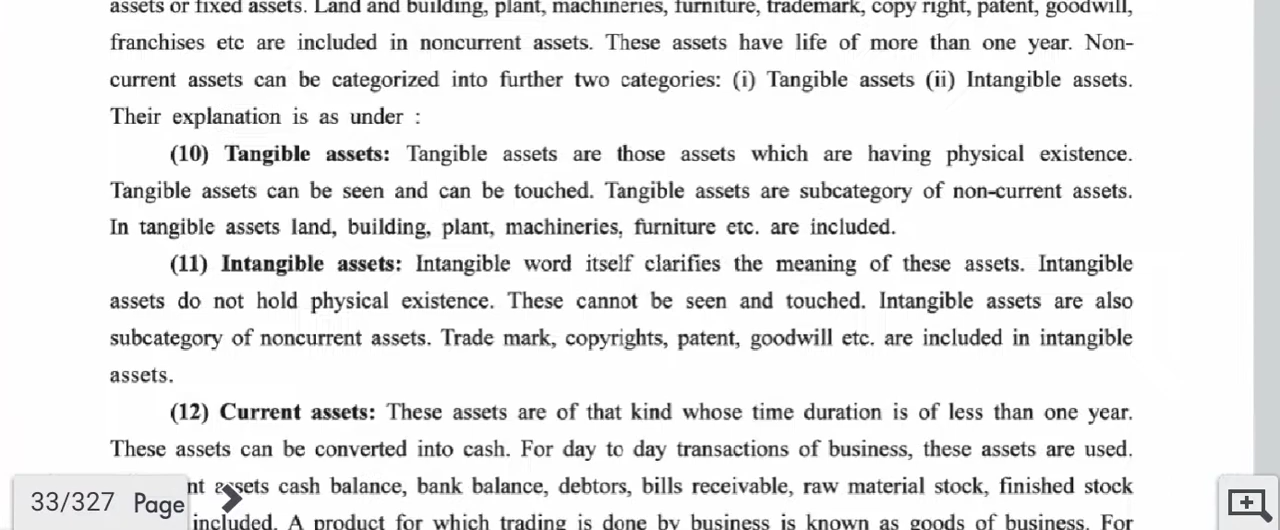 assets or fixed assets. Land and building, plant, machineries, furniture, trademark, copy right, patent, goodwill,
franchises etc are included in noncurrent assets. These assets have life of more than one year. Non-
current assets can be categorized into further two categories: (i) Tangible assets (ii) Intangible assets.
Their explanation is as under :
(10) Tangible assets: Tangible assets are those assets which are having physical existence.
Tangible assets can be seen and can be touched. Tangible assets are subcategory of non-current assets.
In tangible assets land, building, plant, machineries, furniture etc. are included.
(11) Intangible assets: Intangible word itself clarifies the meaning of these assets. Intangible
assets do not hold physical existence. These cannot be seen and touched. Intangible assets are also
subcategory of noncurrent assets. Trade mark, copyrights, patent, goodwill etc. are included in intangible
assets.
(12) Current assets: These assets are of that kind whose time duration is of less than one year.
These assets can be converted into cash. For day to day transactions of business, these assets are used.
nt assets cash balance, bank balance, debtors, bills receivable, raw material stock, finished stock
included. A product for which trading is done by business is known as goods of business. For
33/327 Page